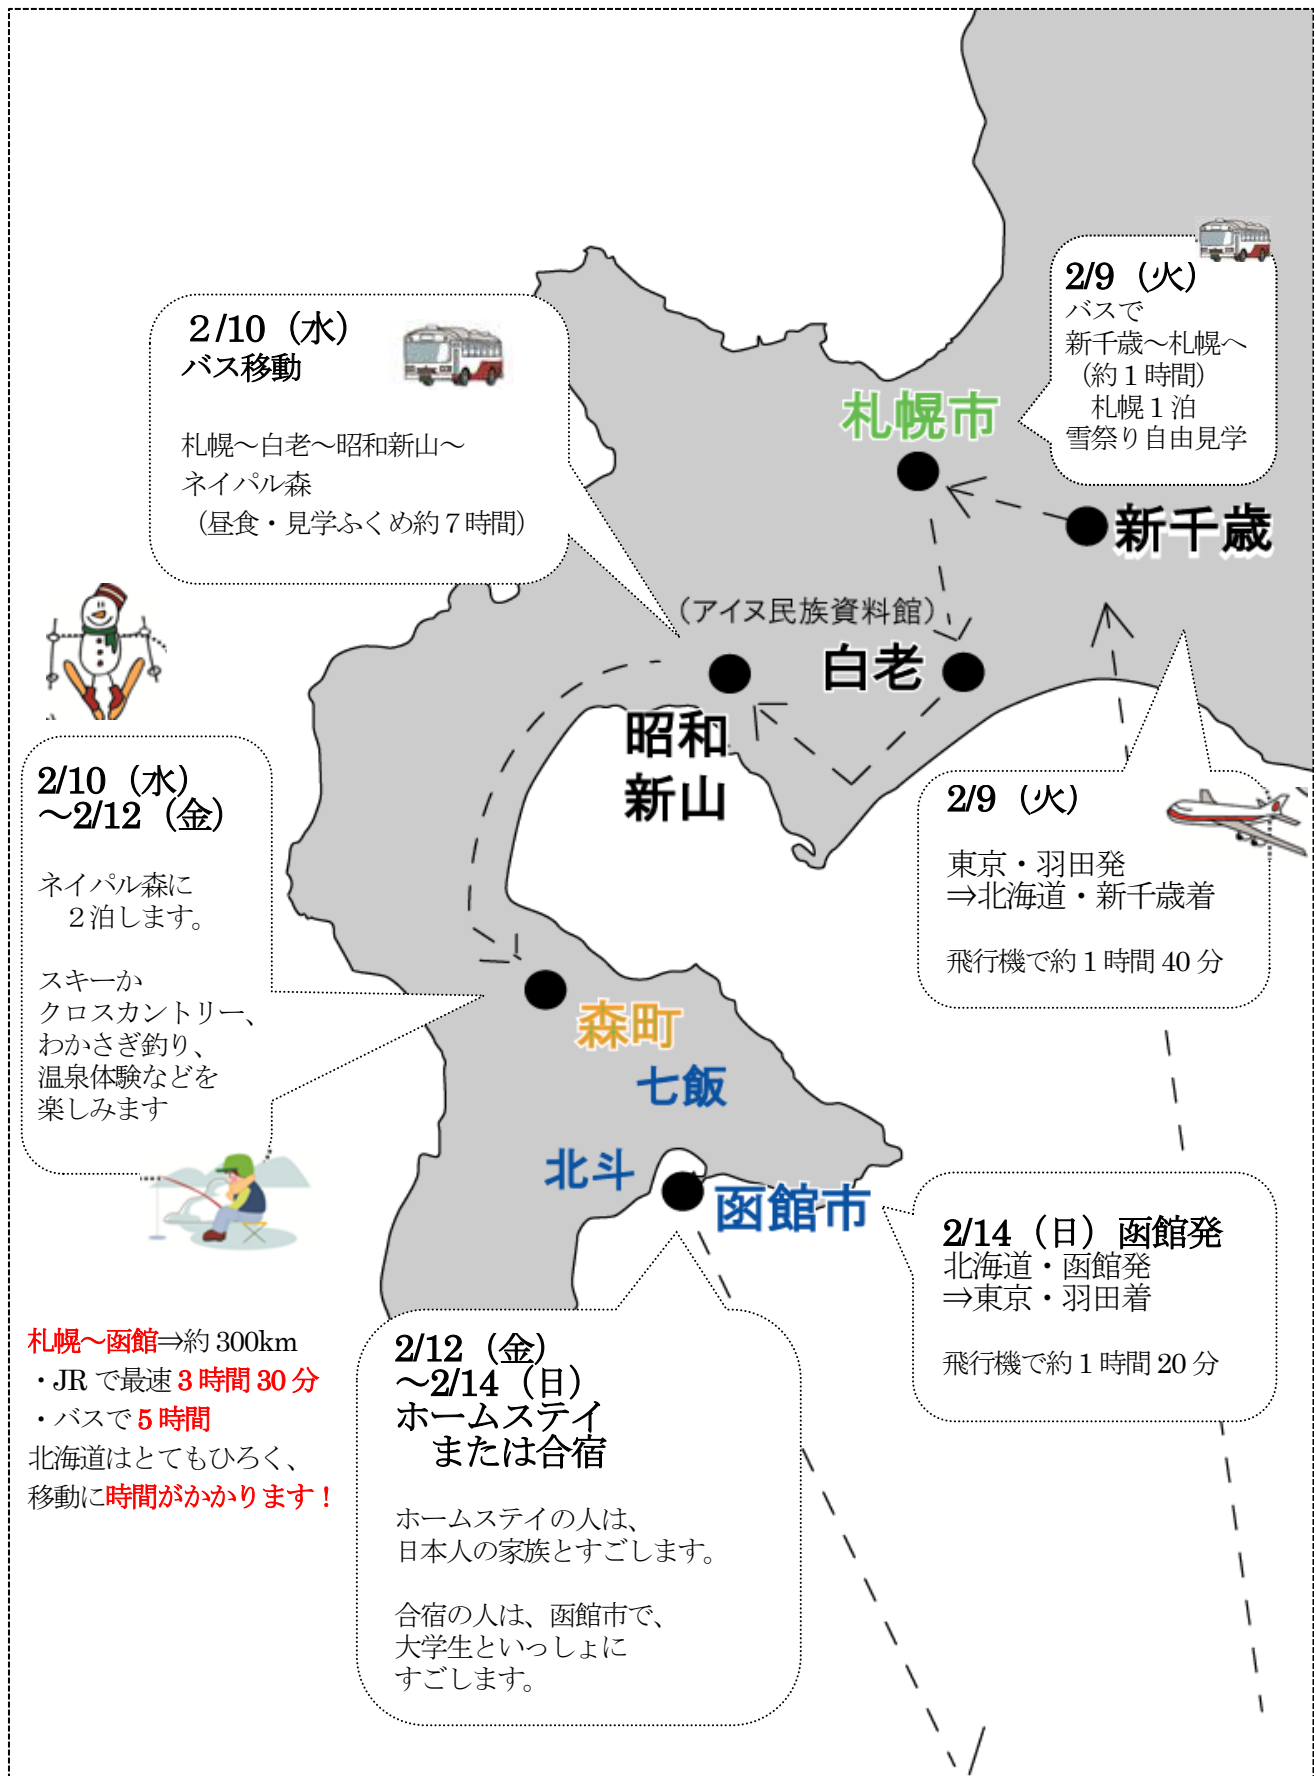 2/9（火）
バスで
新千歳～札幌へ
（約１時間）
札幌１泊
雪祭り自由見学
２/10（水）
バス移動
札幌～白老～昭和新山～
ネイパル森
（昼食・見学ふくめ約７時間）
札幌市
新千歳
（アイヌ民族資料館）
白老
昭和
新山
2/10（水）
～2/12（金）
ネイパル森に
２泊します。
スキーか
クロスカントリー、
わかさぎ釣り、
温泉体験などを
楽しみます
2/9（火）
東京・羽田発
⇒北海道・新千歳着
飛行機で約１時間 40 分
森町
七飯
北斗
函館市
2/14（日）函館発
北海道・函館発
⇒東京・羽田着
飛行機で約１時間 20 分
札幌～函館⇒約 300km
・JR で最速 3 時間 30 分
・バスで 5 時間
北海道はとてもひろく、
移動に時間がかかります！
2/12（金）
～2/14（日）
ホームステイ
または合宿
ホームステイの人は、
日本人の家族とすごします。
合宿の人は、函館市で、
大学生といっしょに
すごします。